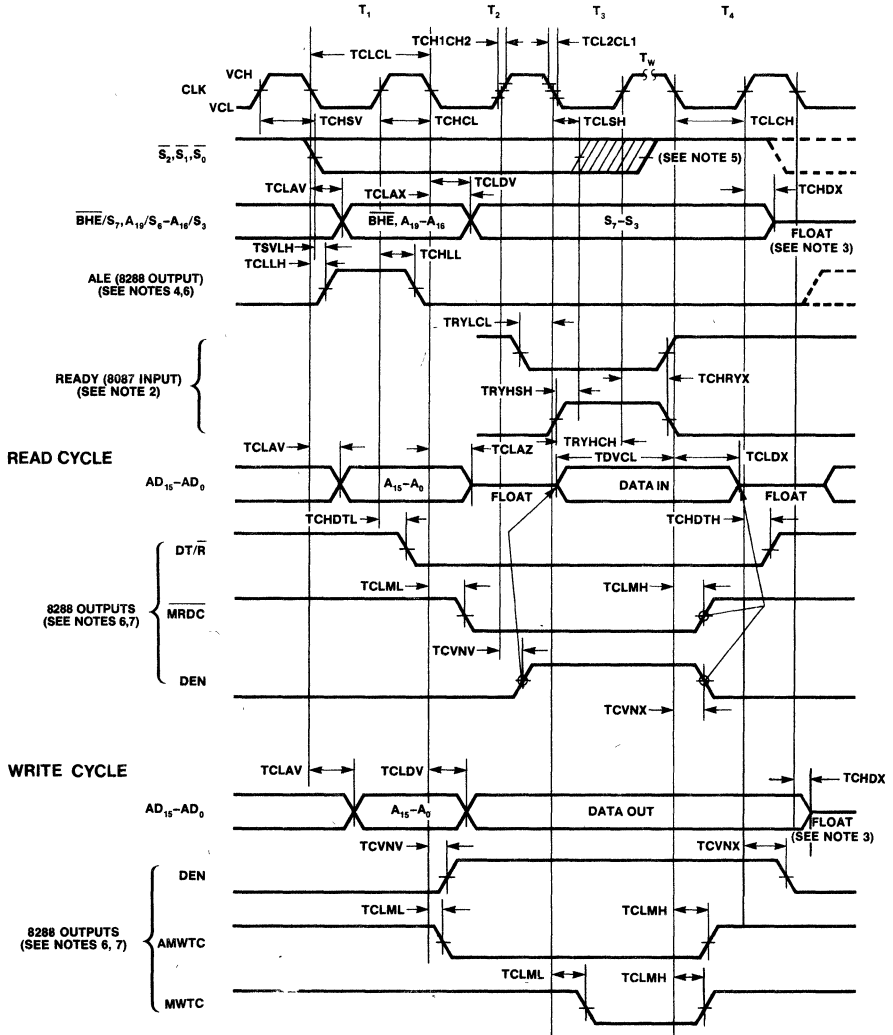 T₁ T₂ T₃ T₄
TCH1CH2 TCL2CL1
TCLCL
T_W
VCH
CLK
VCL
TCHSV TCHCL TCLSH TCLCH
S̅₂,S̅₁,S̅₀ (SEE NOTE 5)
TCLAV TCLAX TCLDV TCHDX
B̅H̅E̅/S₇, A₁₉/S₆–A₁₆/S₃ B̅H̅E̅, A₁₉–A₁₆ S₇–S₃
FLOAT
(SEE NOTE 3)
TSVLH
TCLLH TCHLL
ALE (8288 OUTPUT)
(SEE NOTES 4,6)
TRYLCL
READY (8087 INPUT)
(SEE NOTE 2)
TCHRYX
TRYHSH
TCLAV TCLAZ TRYHCH
READ CYCLE
TDVCL TCLDX
AD₁₅–AD₀ A₁₅–A₀ FLOAT DATA IN FLOAT
TCHDTL TCHDTH
DT/R̅
TCLML TCLMH
8288 OUTPUTS
(SEE NOTES 6,7)
M̅R̅D̅C̅
TCVNV
DEN
TCVNX
WRITE CYCLE
TCLAV TCLDV TCHDX
AD₁₅–AD₀ A₁₅–A₀ DATA OUT
FLOAT
(SEE NOTE 3)
TCVNV TCVNX
DEN
TCLML TCLMH
8288 OUTPUTS
(SEE NOTES 6, 7)
AMWTC
TCLML TCLMH
MWTC